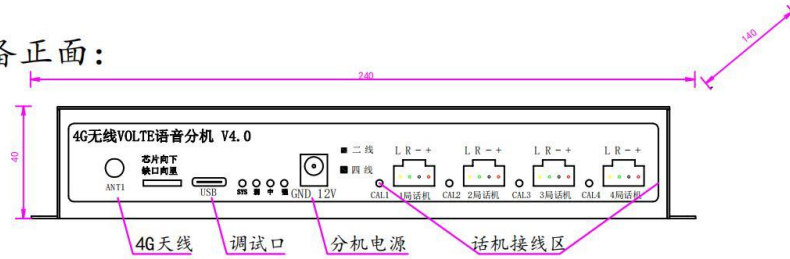 备正面：
140
240
40
4G无线VOLTE语音分机 V4.0
芯片向下
缺口向里
ANT1
USB
SYS 弱 中 强
GND 12V
■ 二线
■ 四线
L R - +
L R - +
L R - +
L R - +
CAL1 1局话机 CAL2 2局话机 CAL3 3局话机 CAL4 4局话机
4G天线 调试口 分机电源 话机接线区